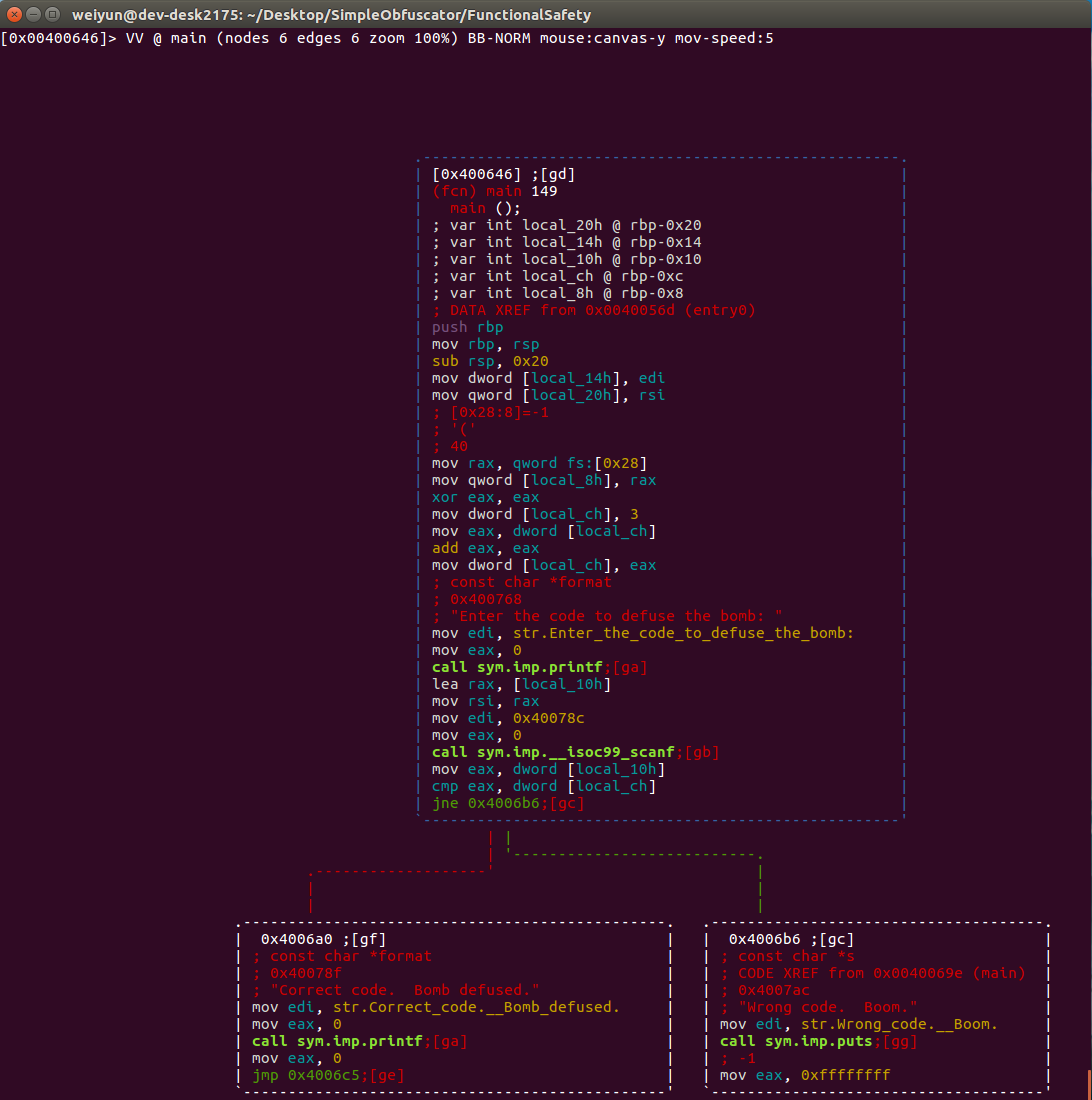 weiyun@dev-desk2175: ~/Desktop/SimpleObfuscator/FunctionalSafety
[0x00400646]> VV @ main (nodes 6 edges 6 zoom 100%) BB-NORM mouse:canvas-y mov-speed:5
[0x400646] ;[gd]
(fcn) main 149
main ();
; var int local_20h @ rbp-0x20
; var int local_14h @ rbp-0x14
; var int local_10h @ rbp-0x10
; var int local_ch @ rbp-0xc
; var int local_8h @ rbp-0x8
; DATA XREF from 0x0040056d (entry0)
push rbp
mov rbp, rsp
sub rsp, 0x20
mov dword [local_14h], edi
mov qword [local_20h], rsi
; [0x28:8]=-1
; '('
; 40
mov rax, qword fs:[0x28]
mov qword [local_8h], rax
xor eax, eax
mov dword [local_ch], 3
mov eax, dword [local_ch]
add eax, eax
mov dword [local_ch], eax
; const char *format
; 0x400768
; "Enter the code to defuse the bomb: "
mov edi, str.Enter_the_code_to_defuse_the_bomb:
mov eax, 0
call sym.imp.printf;[ga]
lea rax, [local_10h]
mov rsi, rax
mov edi, 0x40078c
mov eax, 0
call sym.imp.__isoc99_scanf;[gb]
mov eax, dword [local_10h]
cmp eax, dword [local_ch]
jne 0x4006b6;[gc]
0x4006a0 ;[gf]
; const char *format
; 0x40078f
; "Correct code.  Bomb defused."
mov edi, str.Correct_code.__Bomb_defused.
mov eax, 0
call sym.imp.printf;[ga]
mov eax, 0
jmp 0x4006c5;[ge]
0x4006b6 ;[gc]
; const char *s
; CODE XREF from 0x0040069e (main)
; 0x4007ac
; "Wrong code.  Boom."
mov edi, str.Wrong_code.__Boom.
call sym.imp.puts;[gg]
; -1
mov eax, 0xffffffff